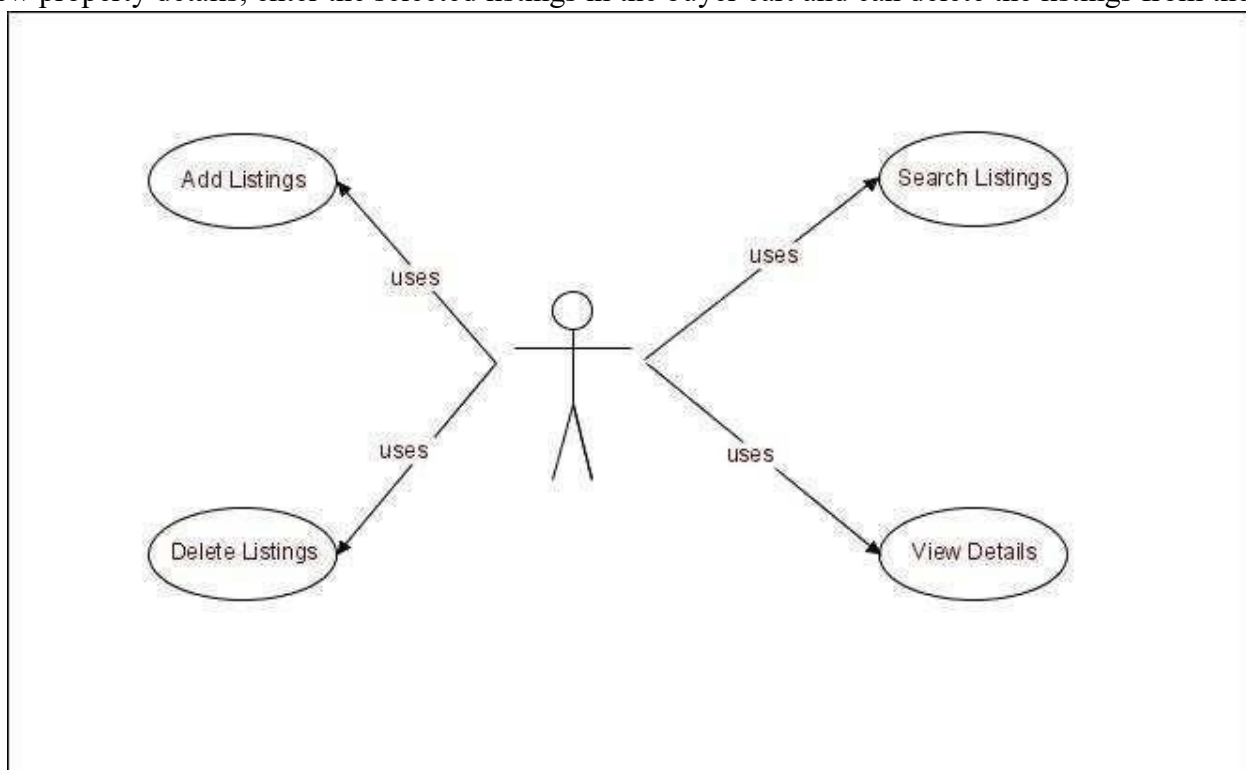 w property details, enter the selected listings in the buyer cart and can delete the listings from the
Add Listings
Search Listings
uses
uses
uses
uses
Delete Listings
View Details